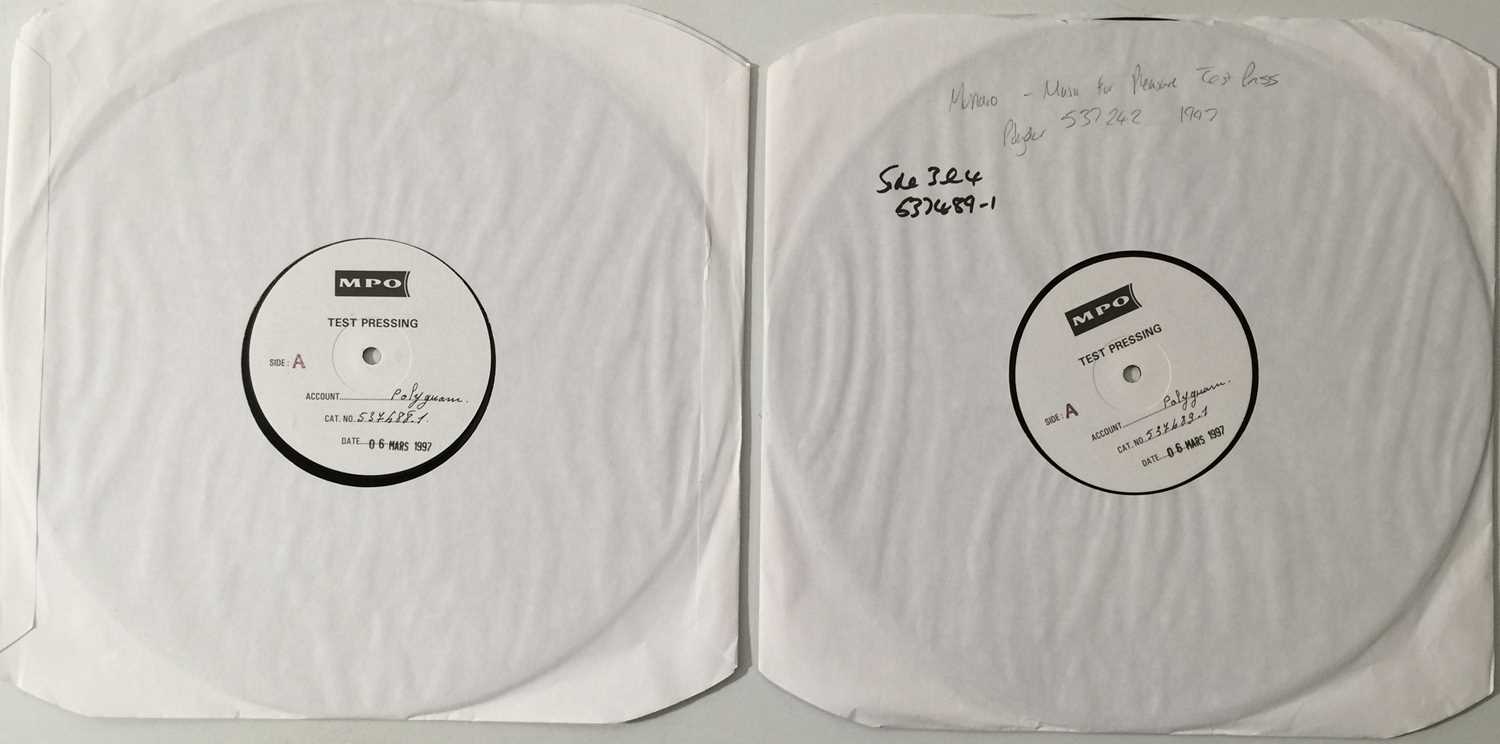 MPO
TEST PRESSING
SIDE: A
ACCOUNT Polygram.
CAT. NO. 537488-1.
DATE 06 MARS 1997
Monaco - Music For Pleasure Test Press
Polydor 537242 1997
Side 3&4
537489-1
MPO
TEST PRESSING
SIDE: A
ACCOUNT Polygram.
CAT. NO. 537489-1
DATE 06 MARS 1997